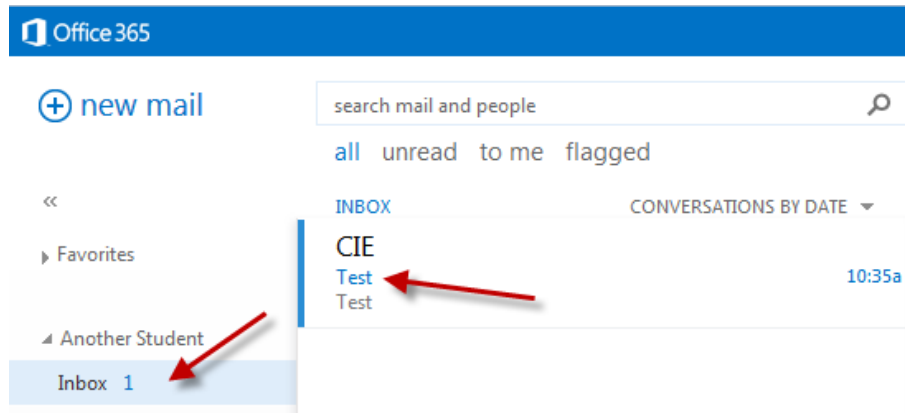 Office 365
new mail
search mail and people
all unread to me flagged
«
INBOX CONVERSATIONS BY DATE
Favorites
CIE
Test 10:35a
Test
Another Student
Inbox 1